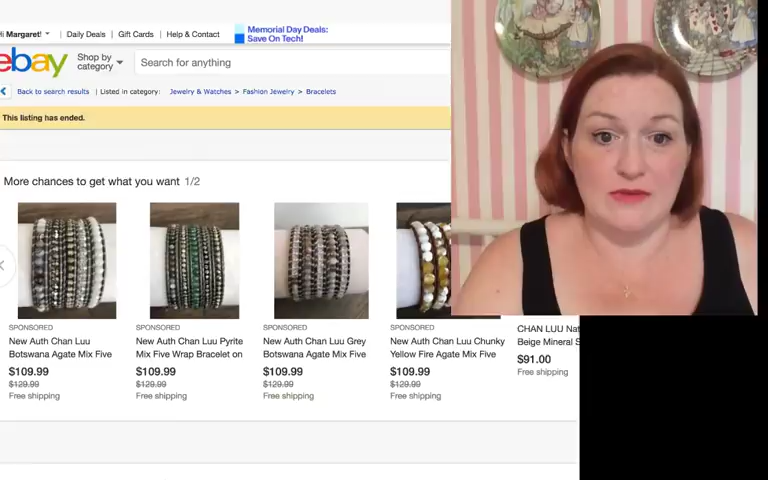 Hi Margaret!
Daily Deals
Gift Cards
Help & Contact
Memorial Day Deals:
Save On Tech!
ebay
Shop by
category
Search for anything
Back to search results
Listed in category:
Jewelry & Watches > Fashion Jewelry > Bracelets
This listing has ended.
More chances to get what you want 1/2
SPONSORED
New Auth Chan Luu
Botswana Agate Mix Five
$109.99
$129.99
Free shipping
SPONSORED
New Auth Chan Luu Pyrite
Mix Five Wrap Bracelet on
$109.99
$129.99
Free shipping
SPONSORED
New Auth Chan Luu Grey
Botswana Agate Mix Five
$109.99
$129.99
Free shipping
SPONSORED
New Auth Chan Luu Chunky
Yellow Fire Agate Mix Five
$109.99
$129.99
Free shipping
CHAN LUU
Beige Mineral
$91.00
Free shipping